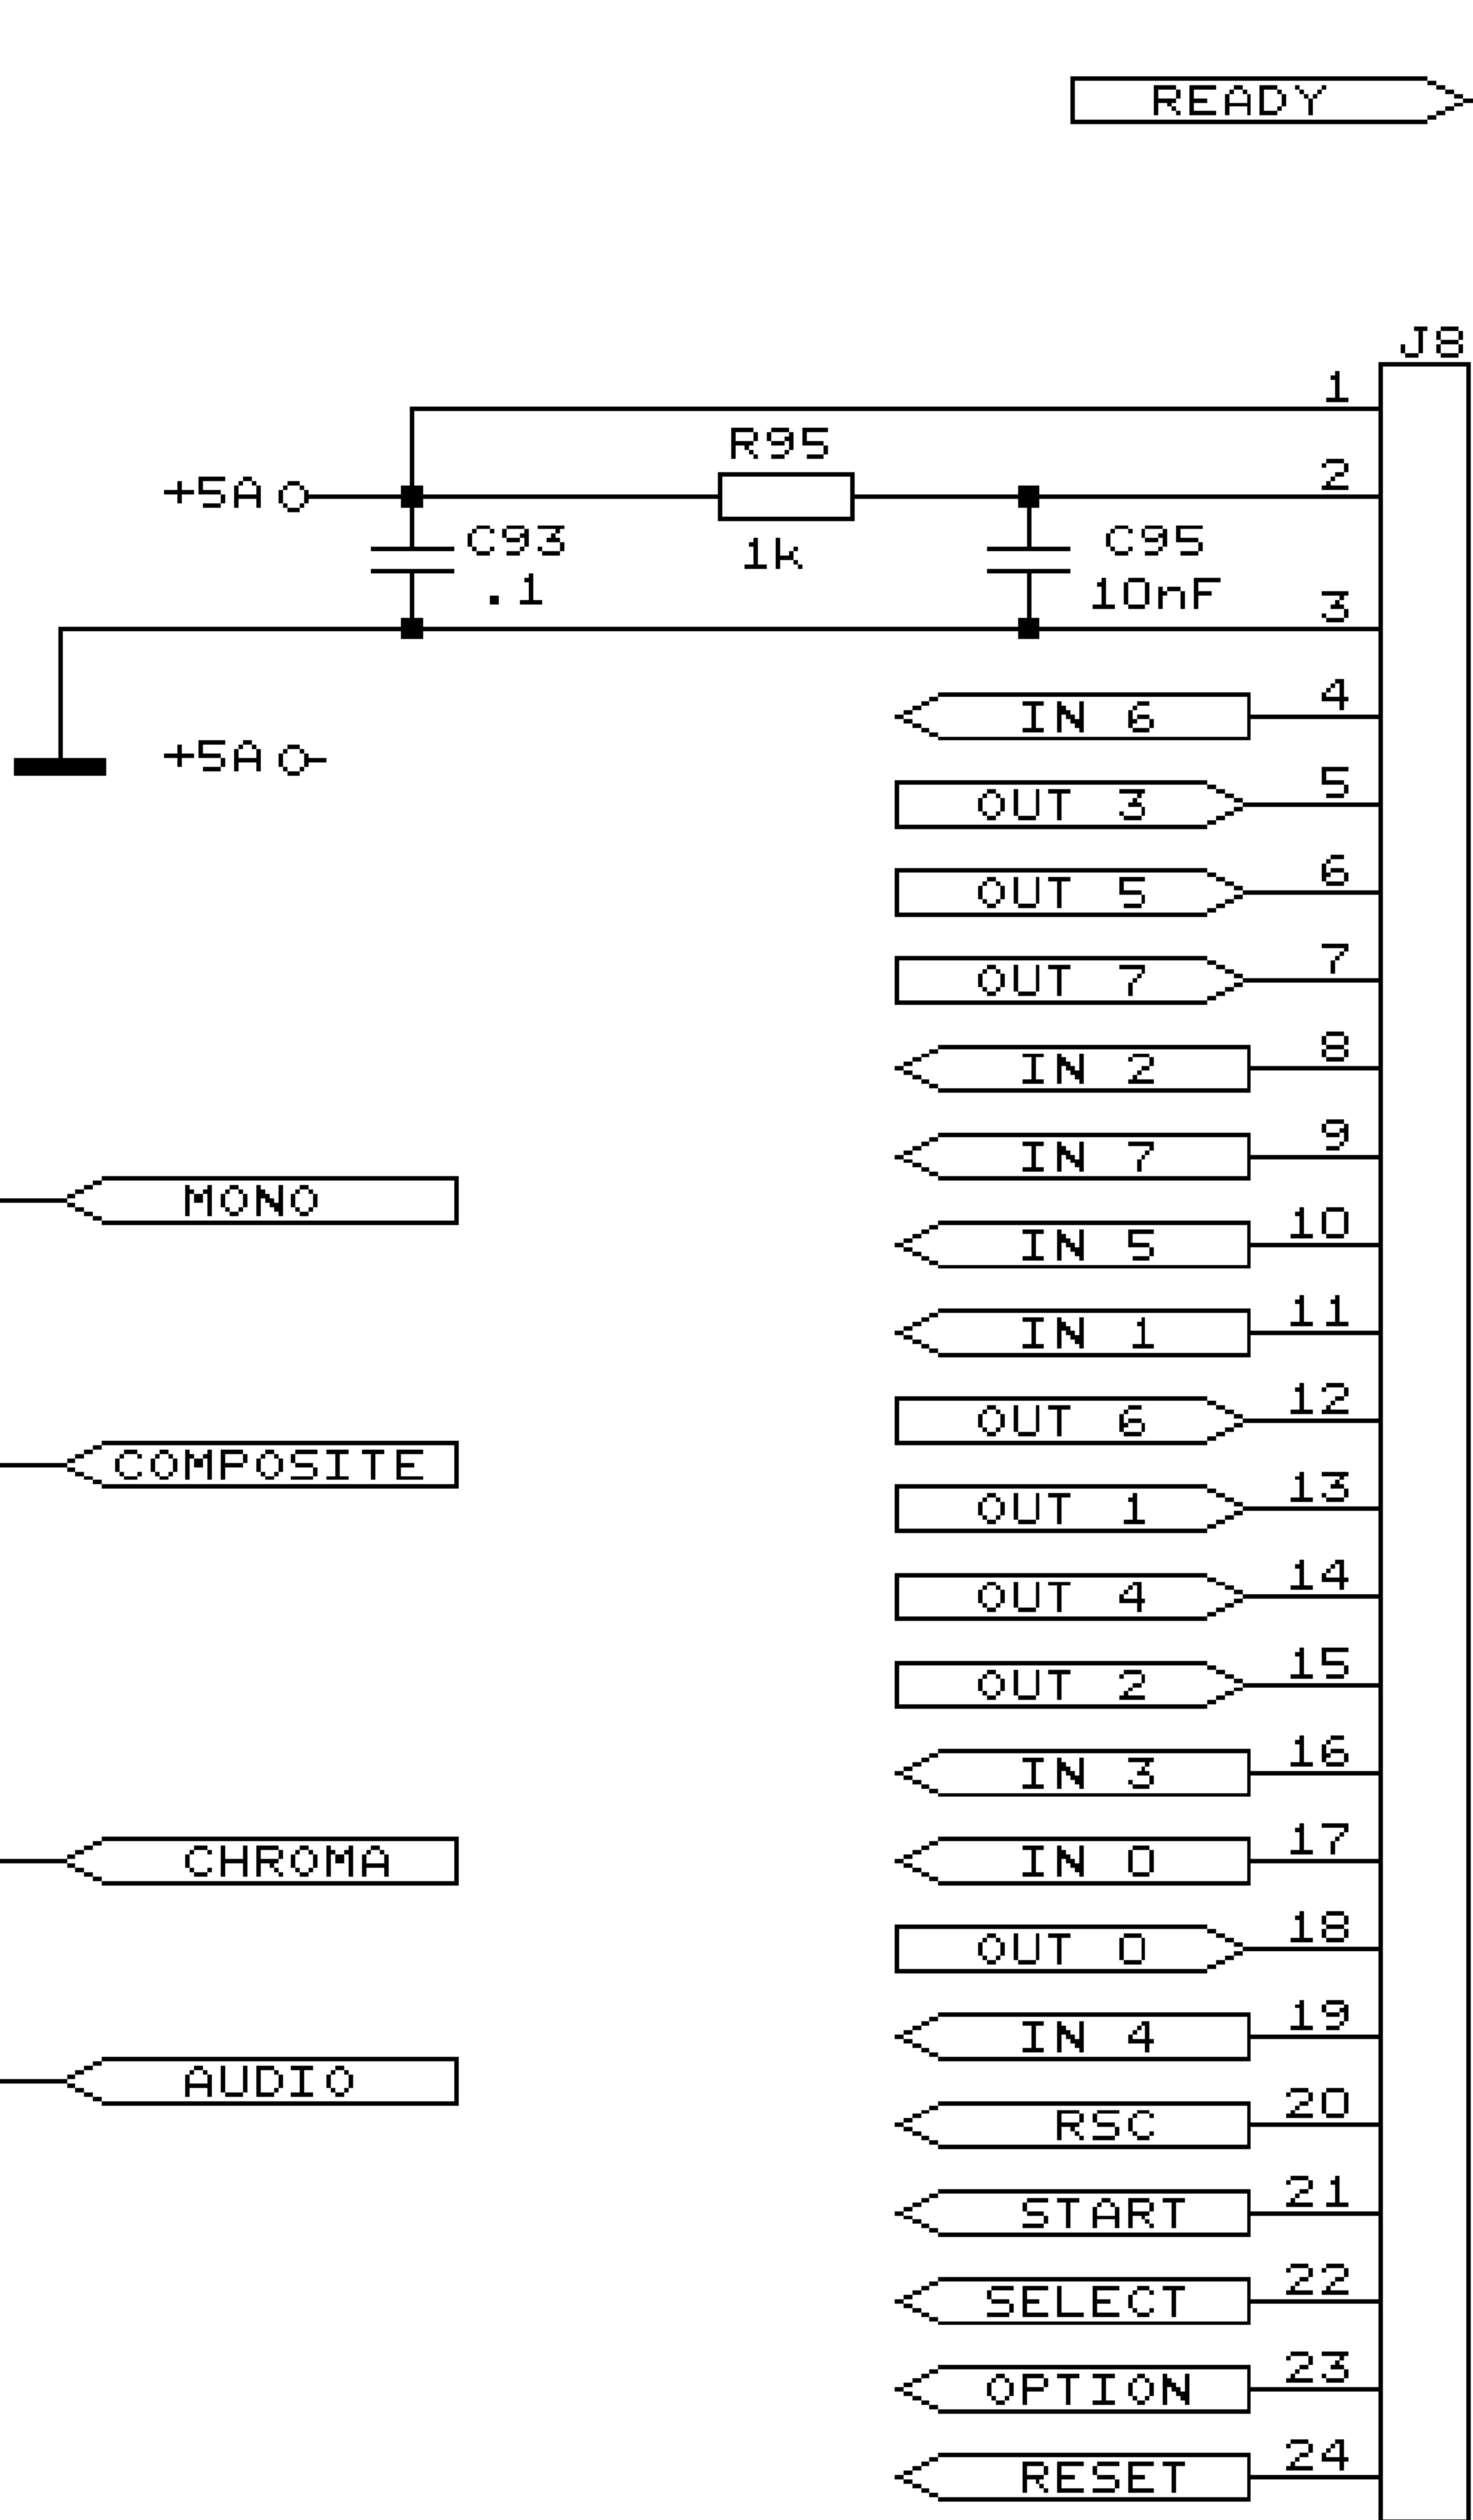 READY
J8
1
R95
+5A
2
C93
C95
1k
.1
10nF
3
IN 6
4
+5A
OUT 3
5
OUT 5
6
OUT 7
7
IN 2
8
IN 7
9
MONO
IN 5
10
IN 1
11
OUT 6
12
COMPOSITE
OUT 1
13
OUT 4
14
OUT 2
15
IN 3
16
CHROMA
IN 0
17
OUT 0
18
IN 4
19
AUDIO
RSC
20
START
21
SELECT
22
OPTION
23
RESET
24